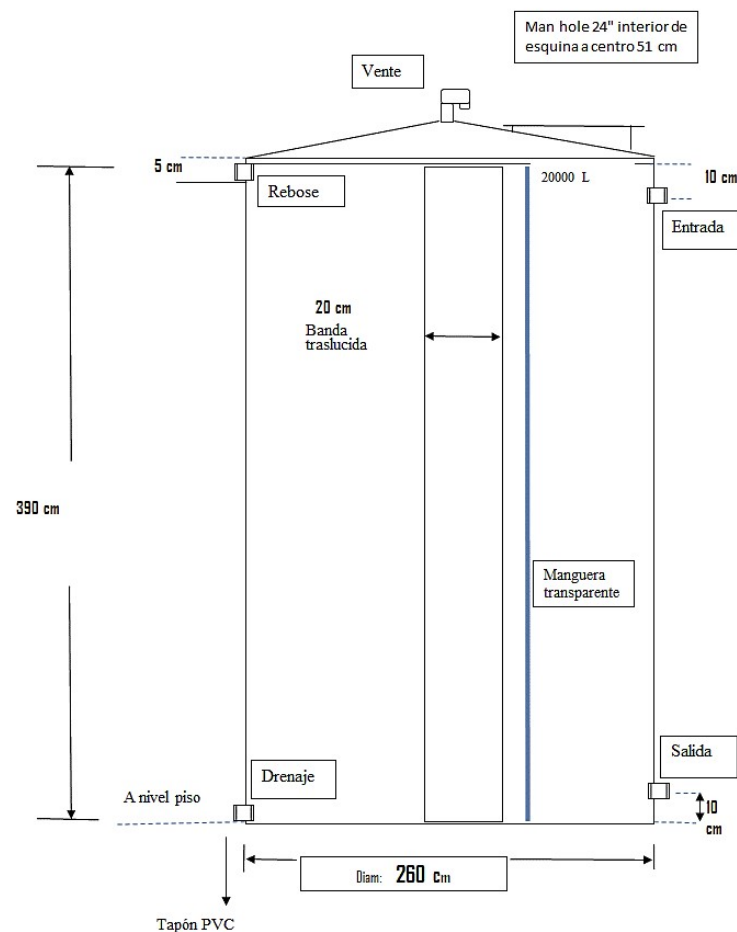 Man hole 24" interior de
esquina a centro 51 cm
Vente
5 cm
Rebose
20000 L
10 cm
Entrada
20 cm
Banda
traslucida
390 cm
Manguera
transparente
Salida
Drenaje
A nivel piso
10
cm
Diam: 260 cm
Tapón PVC